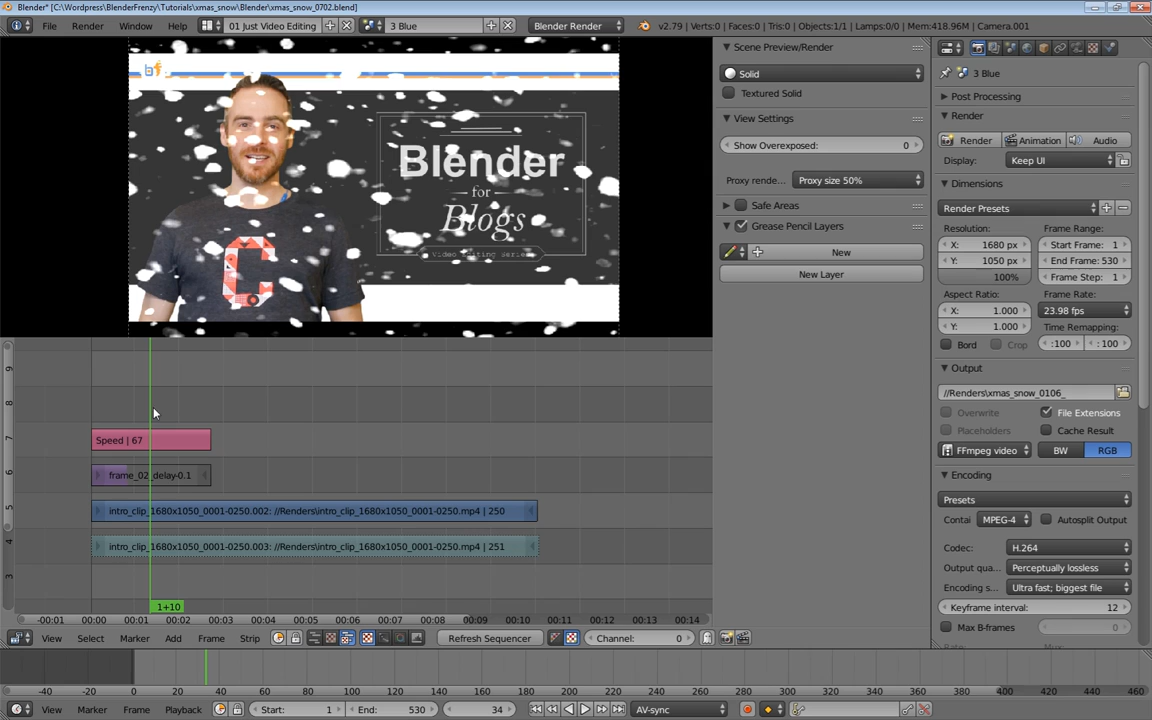 Blender* [C:\Wordpress\BlenderFrenzy\Tutorials\xmas_snow\Blender\xmas_snow_0702.blend]
File Render Window Help 01 Just Video Editing 3 Blue Blender Render v2.79 | Verts:0 | Faces:0 | Tris:0 | Objects:1/1 | Lamps:0/0 | Mem:418.96M | Camera.001
bf
Blender
for
Blogs
video editing series
Scene Preview/Render
Solid
Textured Solid
View Settings
Show Overexposed: 0
Proxy rende... Proxy size 50%
Safe Areas
Grease Pencil Layers
New
New Layer
3 Blue
Post Processing
Render
Render Animation Audio
Display: Keep UI
Dimensions
Render Presets
Resolution: Frame Range:
X: 1680 px Start Frame: 1
Y: 1050 px End Frame: 530
100% Frame Step: 1
Aspect Ratio: Frame Rate:
X: 1.000 23.98 fps
Y: 1.000 Time Remapping:
Bord Crop :100 : 100
Output
//Renders\xmas_snow_0106_
Overwrite File Extensions
Placeholders Cache Result
FFmpeg video BW RGB
Encoding
Presets
Contai MPEG-4 Autosplit Output
Codec: H.264
Output qua... Perceptually lossless
Encoding s... Ultra fast; biggest file
Keyframe interval: 12
Max B-frames 0
9
8
7 Speed | 67
6 frame_02_delay-0.1
5 intro_clip_1680x1050_0001-0250.002: //Renders\intro_clip_1680x1050_0001-0250.mp4 | 250
4 intro_clip_1680x1050_0001-0250.003: //Renders\intro_clip_1680x1050_0001-0250.mp4 | 251
3
1+10
-00:01 00:00 00:01 00:02 00:03 00:04 00:05 00:06 00:07 00:08 00:09 00:10 00:11 00:12 00:13 00:14
View Select Marker Add Frame Strip Refresh Sequencer Channel: 0
-40 -20 0 20 40 60 80 100 120 140 160 180 200 220 240 260 280 300 320 340 360 380 400 420 440 460
View Marker Frame Playback Start: 1 End: 530 34 AV-sync